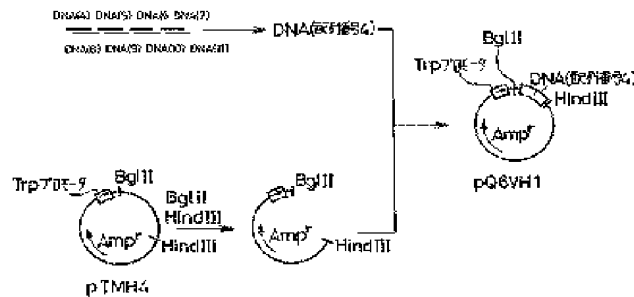 DNA(4) DNA(5) DNA(6) DNA(7)
DNA(8) DNA(9) DNA(10) DNA(11)
DNA(配列番号4)
BglII
Trpプロモータ
DNA(配列番号4)
HindIII
Amp^r
pQ6VH1
Trpプロモータ
BglII
Amp^r
HindIII
pTMH4
BglII
HindIII
BglII
HindIII